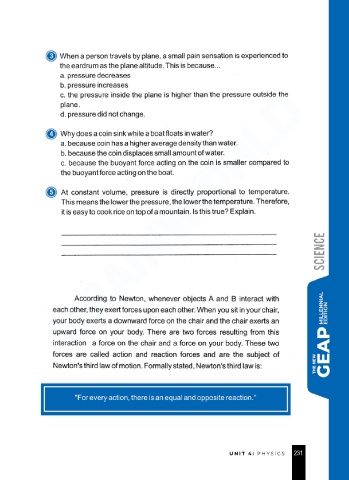 3 When a person travels by plane, a small pain sensation is experienced to
the eardrum as the plane altitude. This is because...
a. pressure decreases
b. pressure increases
c. the pressure inside the plane is higher than the pressure outside the
plane.
d. pressure did not change.
4 Why does a coin sink while a boat floats in water?
a. because coin has a higher average density than water.
b. because the coin displaces small amount of water.
c. because the buoyant force acting on the coin is smaller compared to
the buoyant force acting on the boat.
5 At constant volume, pressure is directly proportional to temperature.
This means the lower the pressure, the lower the temperature. Therefore,
it is easy to cook rice on top of a mountain. Is this true? Explain.
According to Newton, whenever objects A and B interact with
each other, they exert forces upon each other. When you sit in your chair,
your body exerts a downward force on the chair and the chair exerts an
upward force on your body. There are two forces resulting from this
interaction a force on the chair and a force on your body. These two
forces are called action and reaction forces and are the subject of
Newton's third law of motion. Formally stated, Newton's third law is:
"For every action, there is an equal and opposite reaction."
SCIENCE
THE NEW
GEAP
MILLENNIAL
EDITION
UNIT 4: PHYSICS 231